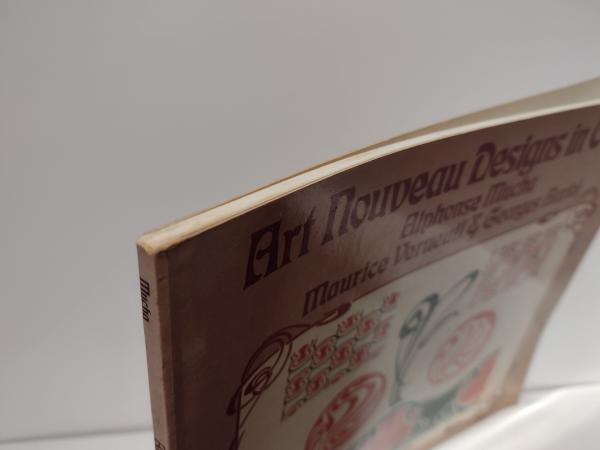 Art Nouveau Designs in C
Alphonse Mucha
Maurice Verneuil & Georges Auriol
Mucha